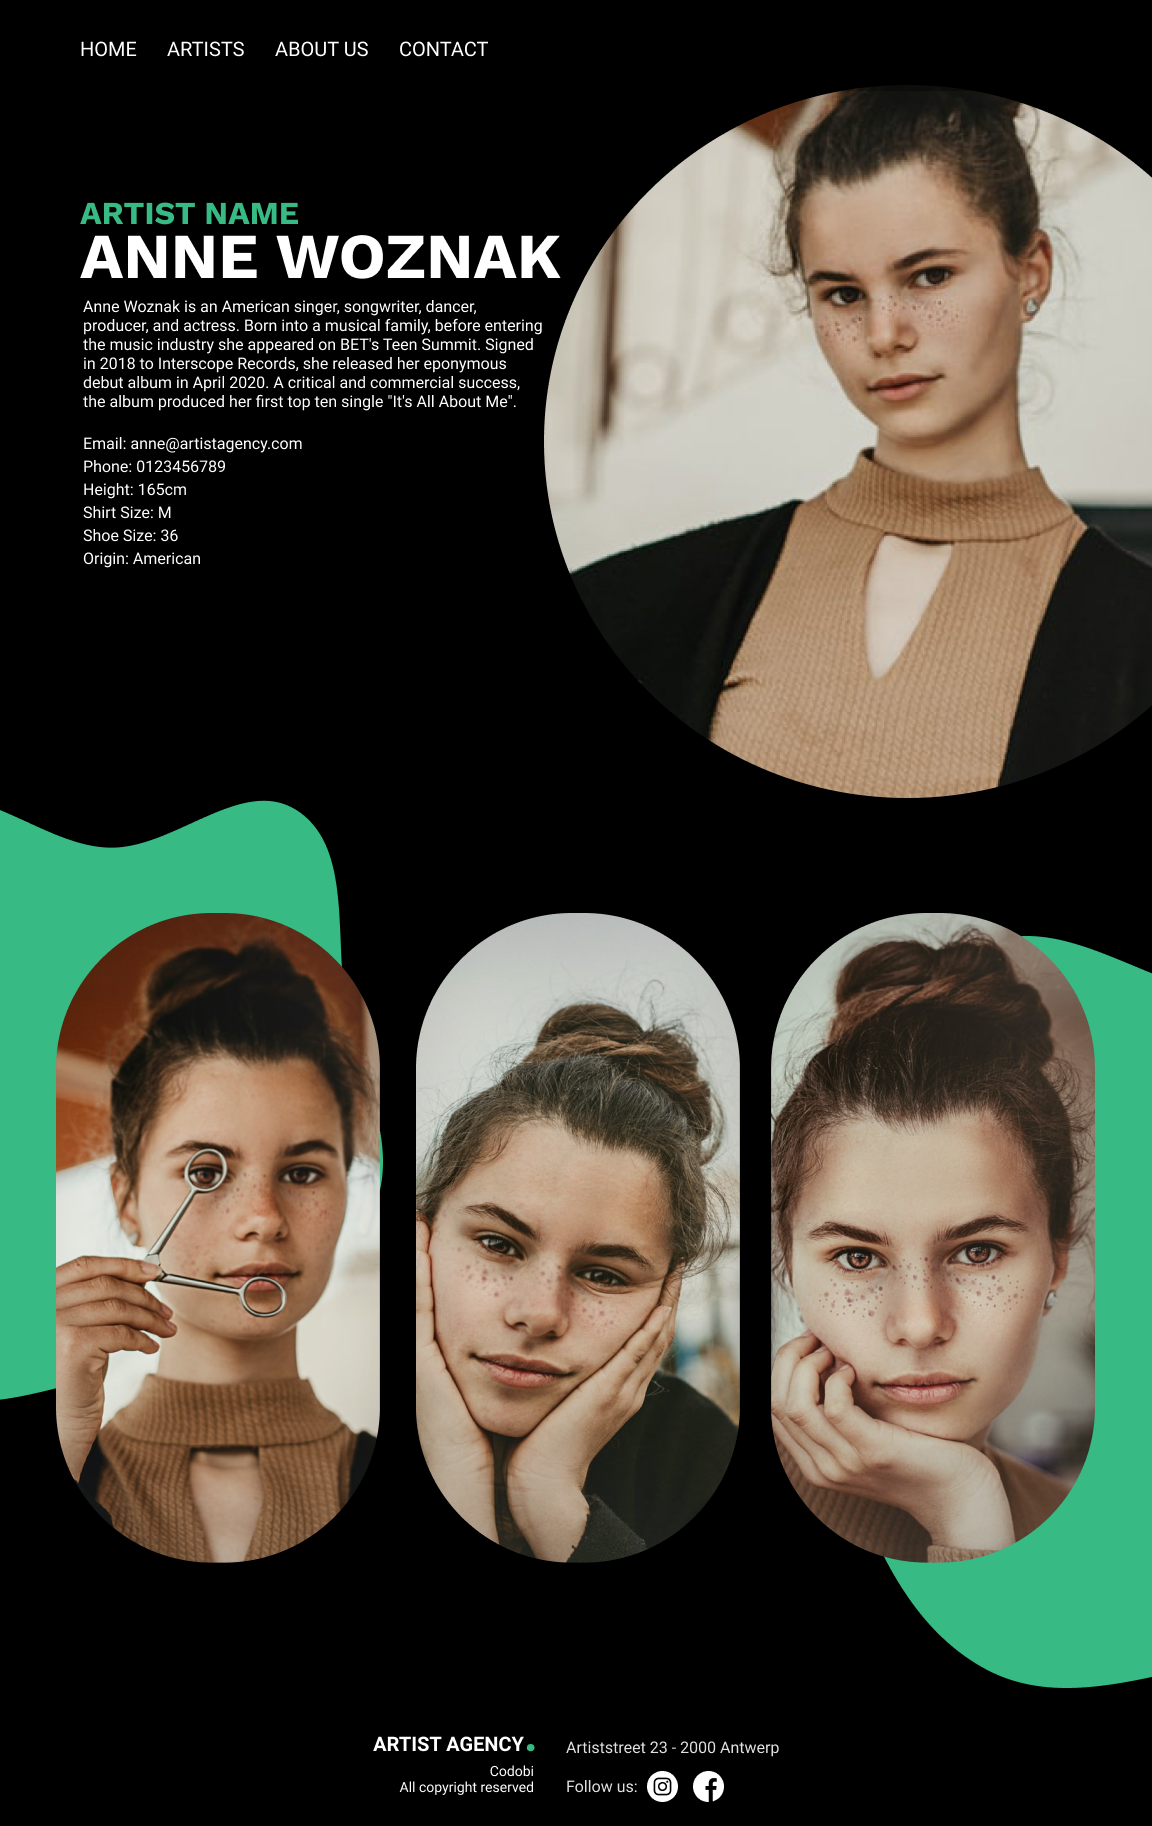 HOME ARTISTS ABOUT US CONTACT
ARTIST NAME
ANNE WOZNAK
Anne Woznak is an American singer, songwriter, dancer,
producer, and actress. Born into a musical family, before entering
the music industry she appeared on BET's Teen Summit. Signed
in 2018 to Interscope Records, she released her eponymous
debut album in April 2020. A critical and commercial success,
the album produced her first top ten single "It's All About Me".
Email: anne@artistagency.com
Phone: 0123456789
Height: 165cm
Shirt Size: M
Shoe Size: 36
Origin: American
ARTIST AGENCY
Codobi
All copyright reserved
Artiststreet 23 - 2000 Antwerp
Follow us: